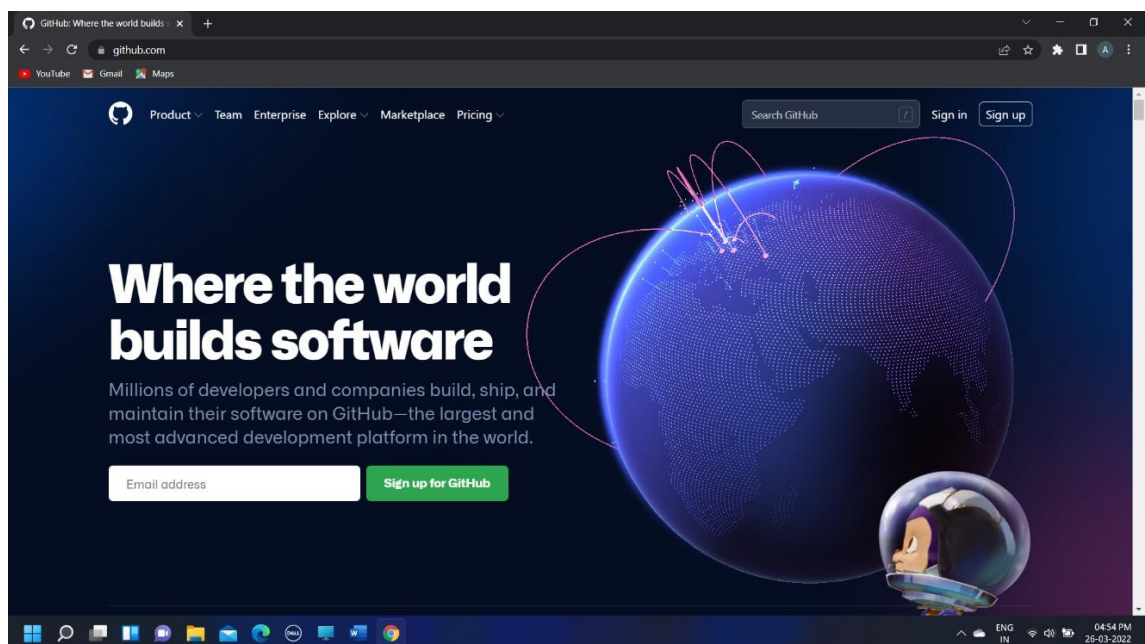 GitHub: Where the world builds s
github.com
A
YouTube Gmail Maps
Product Team Enterprise Explore Marketplace Pricing
Search GitHub / Sign in Sign up
Where the world
builds software
Millions of developers and companies build, ship, and
maintain their software on GitHub—the largest and
most advanced development platform in the world.
Email address Sign up for GitHub
DELL
W
ENG
IN
04:54 PM
26-03-2022